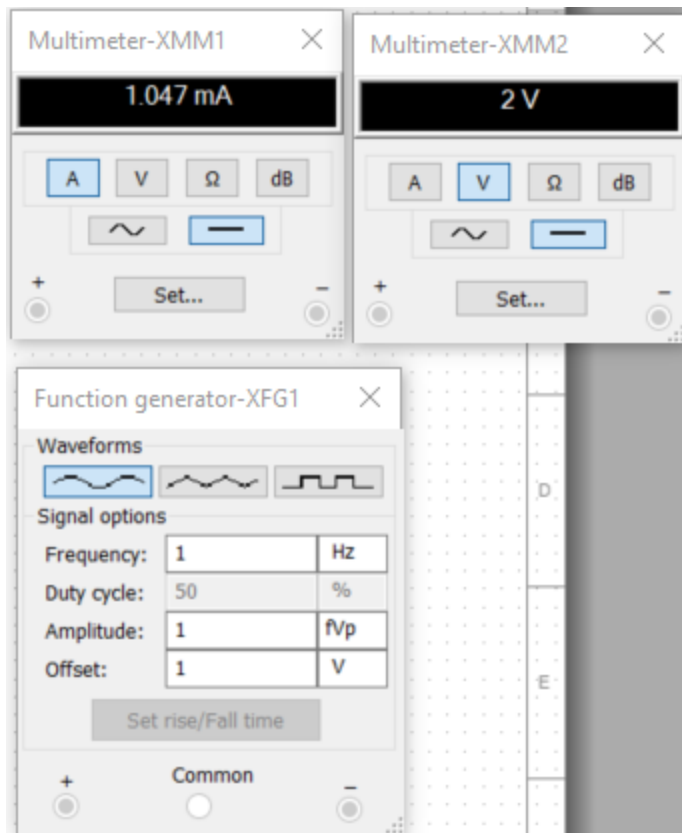 Multimeter-XMM1
1.047 mA
A V Ω dB
+ −
Set...
Multimeter-XMM2
2 V
A V Ω dB
+ −
Set...
Function generator-XFG1
Waveforms
Signal options
Frequency: 1 Hz
Duty cycle: 50 %
Amplitude: 1 fVp
Offset: 1 V
Set rise/Fall time
+ Common −
D
E